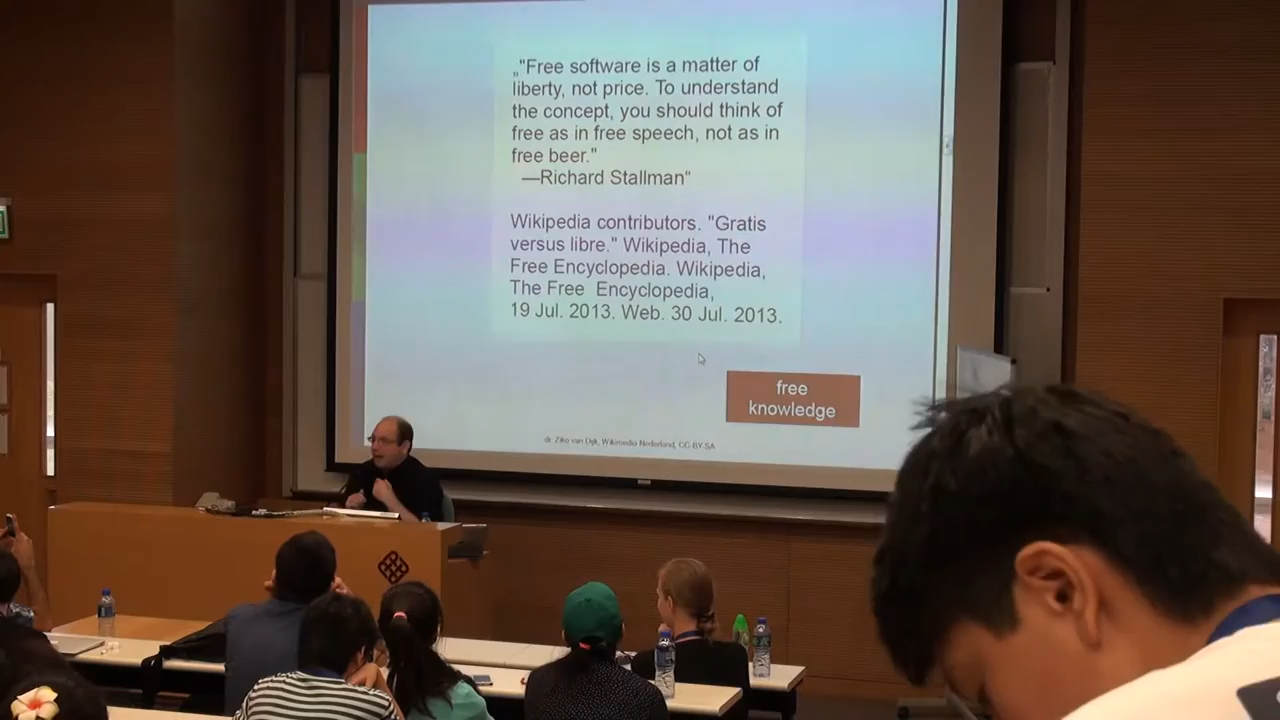 „"Free software is a matter of
liberty, not price. To understand
the concept, you should think of
free as in free speech, not as in
free beer."
—Richard Stallman“
Wikipedia contributors. "Gratis
versus libre." Wikipedia, The
Free Encyclopedia. Wikipedia,
The Free Encyclopedia,
19 Jul. 2013. Web. 30 Jul. 2013.
free
knowledge
dr. Ziko van Dijk, Wikimedia Nederland, CC-BY-SA